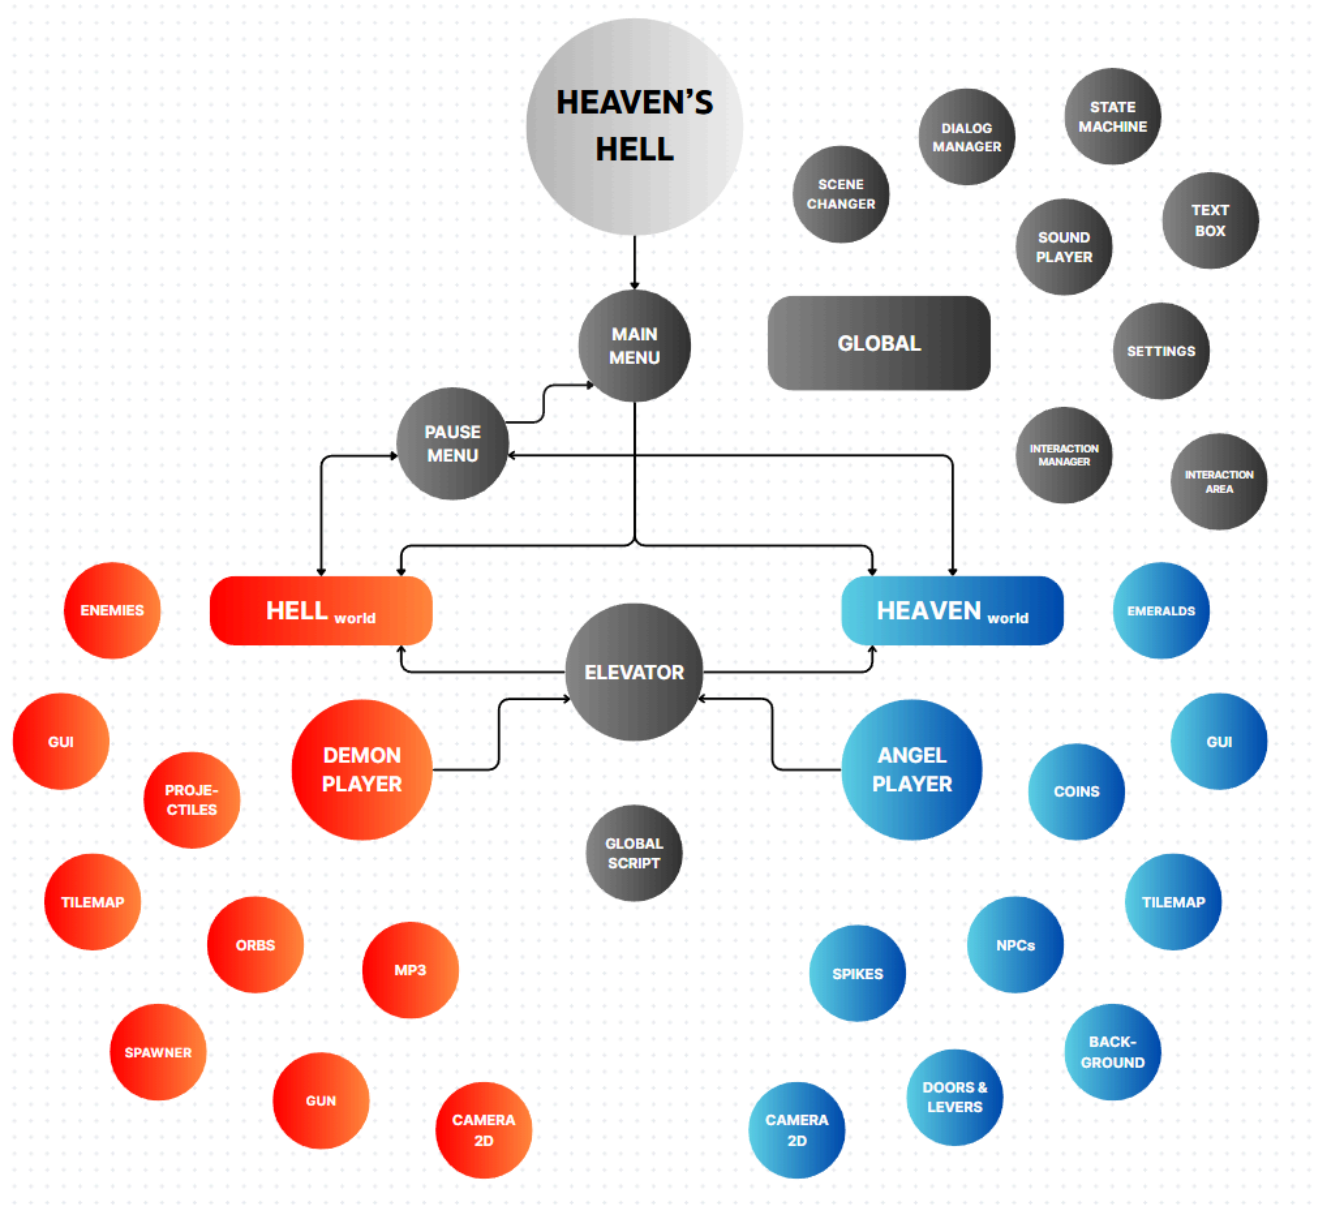 HEAVEN'S
HELL
STATE
MACHINE
DIALOG
MANAGER
SCENE
CHANGER
TEXT
BOX
SOUND
PLAYER
MAIN
MENU
GLOBAL
SETTINGS
PAUSE
MENU
INTERACTION
MANAGER
INTERACTION
AREA
ENEMIES
HELL world
HEAVEN world
EMERALDS
ELEVATOR
GUI
PROJE-
CTILES
DEMON
PLAYER
ANGEL
PLAYER
COINS
GUI
GLOBAL
SCRIPT
TILEMAP
ORBS
MP3
SPIKES
NPCs
TILEMAP
SPAWNER
GUN
CAMERA
2D
CAMERA
2D
DOORS &
LEVERS
BACK-
GROUND